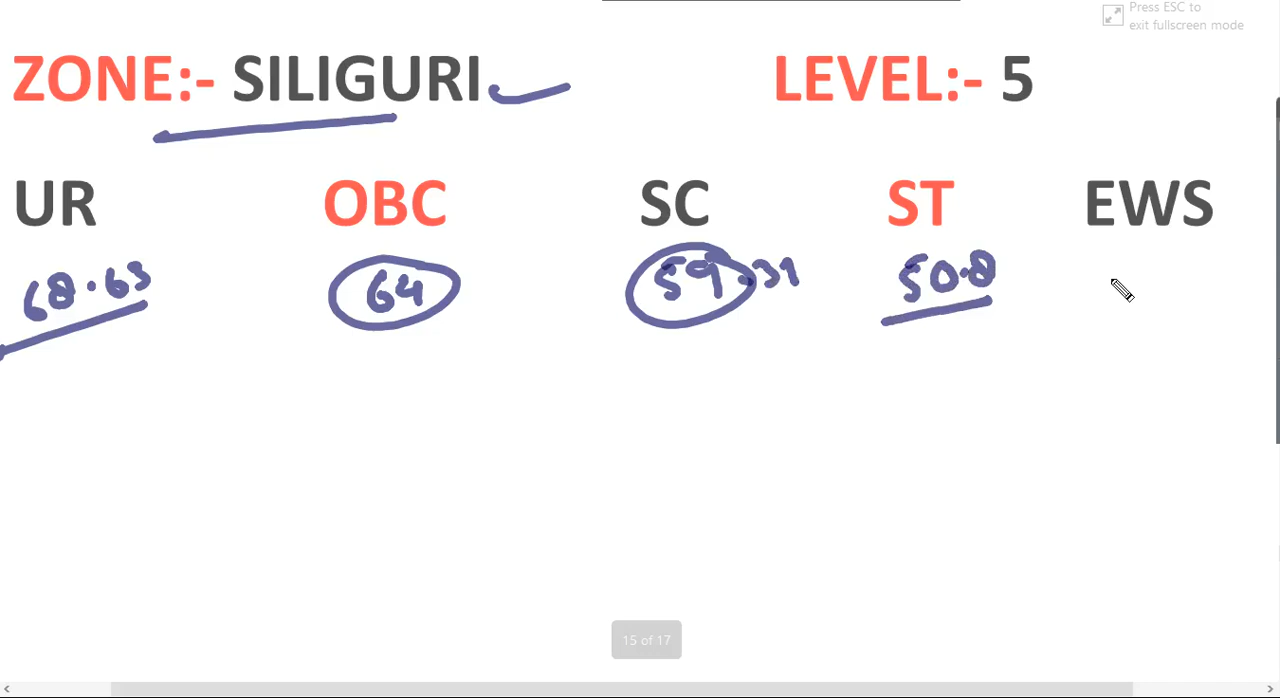 Press ESC to
exit fullscreen mode
ZONE:- SILIGURI LEVEL:- 5
UR OBC SC ST EWS
68.63 64 59.31 50.8
15 of 17